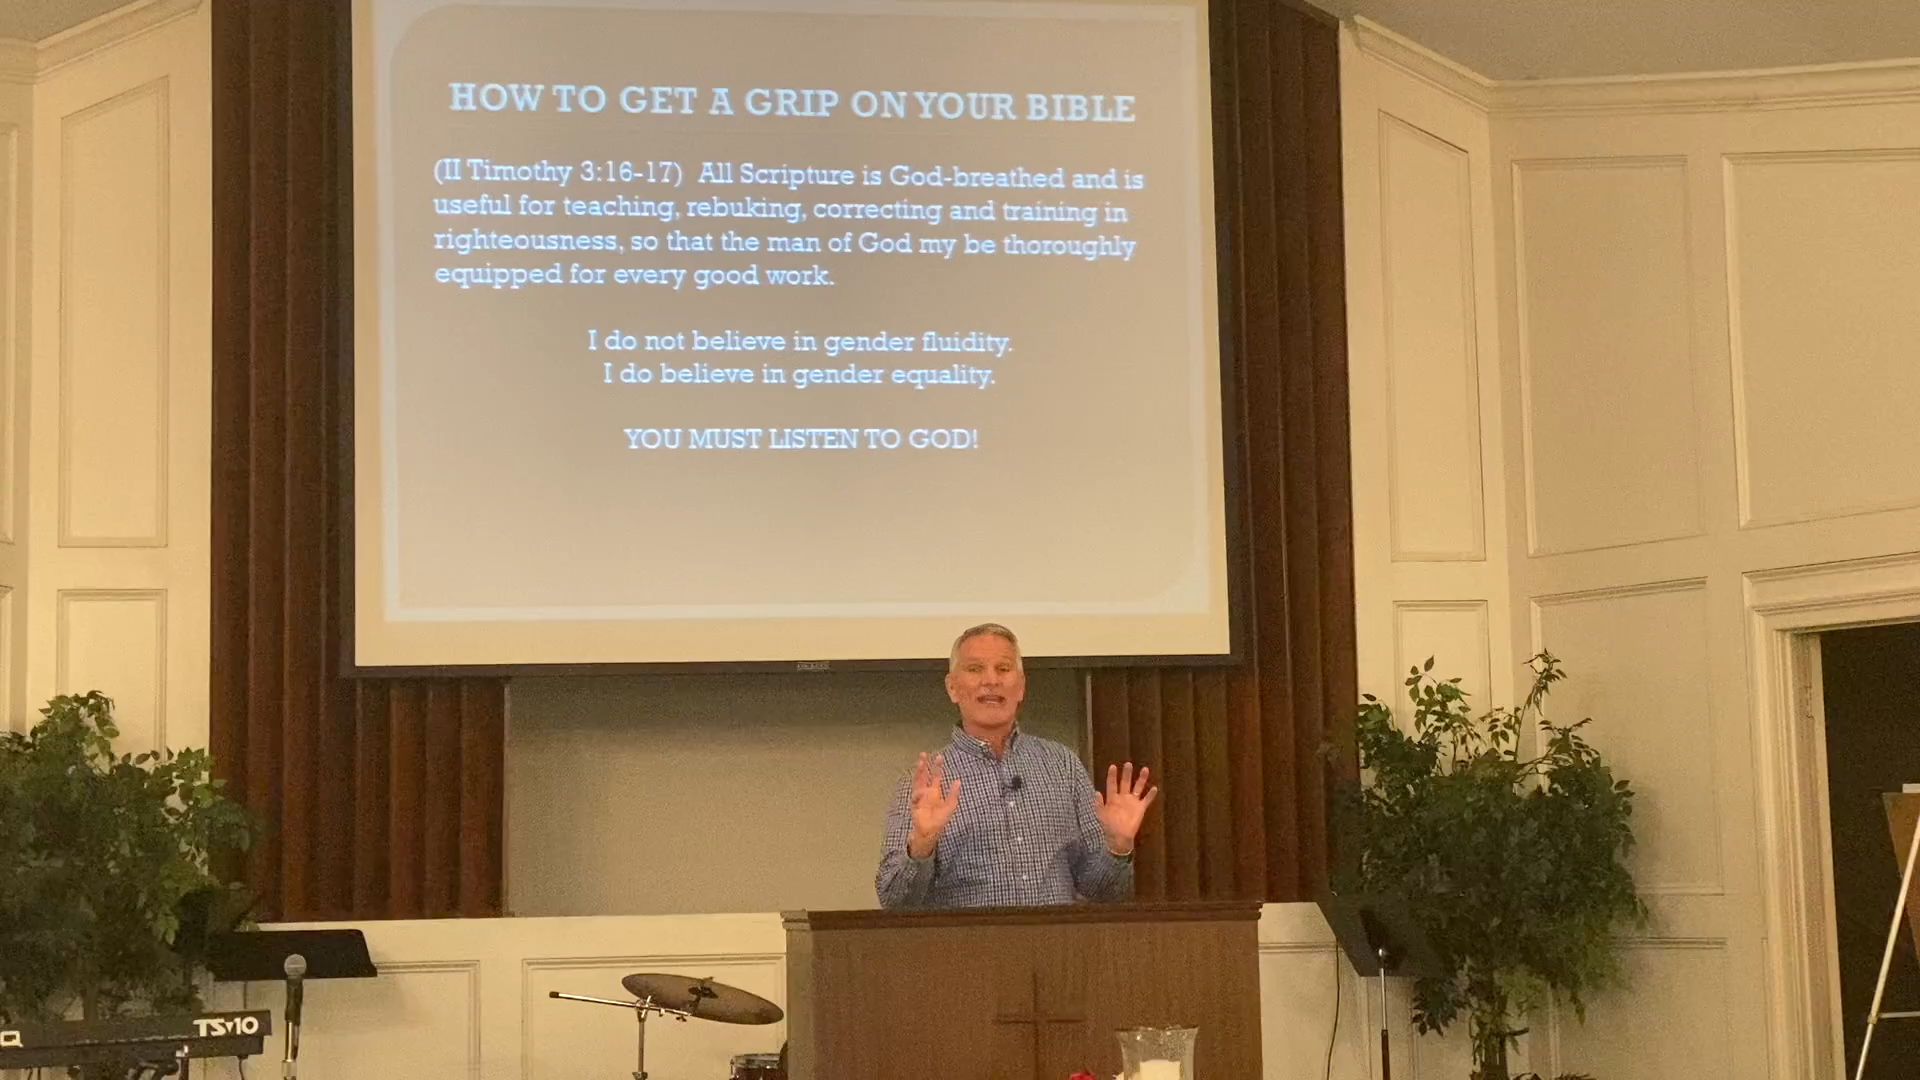 HOW TO GET A GRIP ON YOUR BIBLE
(II Timothy 3:16-17) All Scripture is God-breathed and is
useful for teaching, rebuking, correcting and training in
righteousness, so that the man of God my be thoroughly
equipped for every good work.
I do not believe in gender fluidity.
I do believe in gender equality.
YOU MUST LISTEN TO GOD!
TSv10